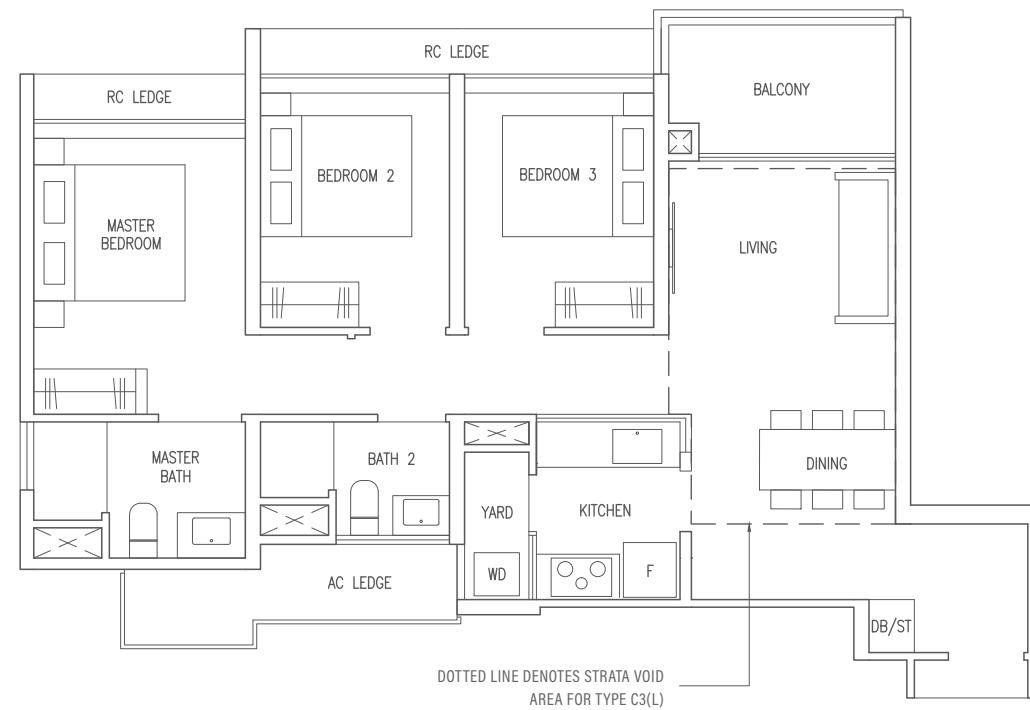 RC LEDGE
RC LEDGE
BALCONY
MASTER
BEDROOM
BEDROOM 2
BEDROOM 3
LIVING
MASTER
BATH
BATH 2
YARD
KITCHEN
DINING
WD
F
AC LEDGE
DB/ST
DOTTED LINE DENOTES STRATA VOID
AREA FOR TYPE C3(L)